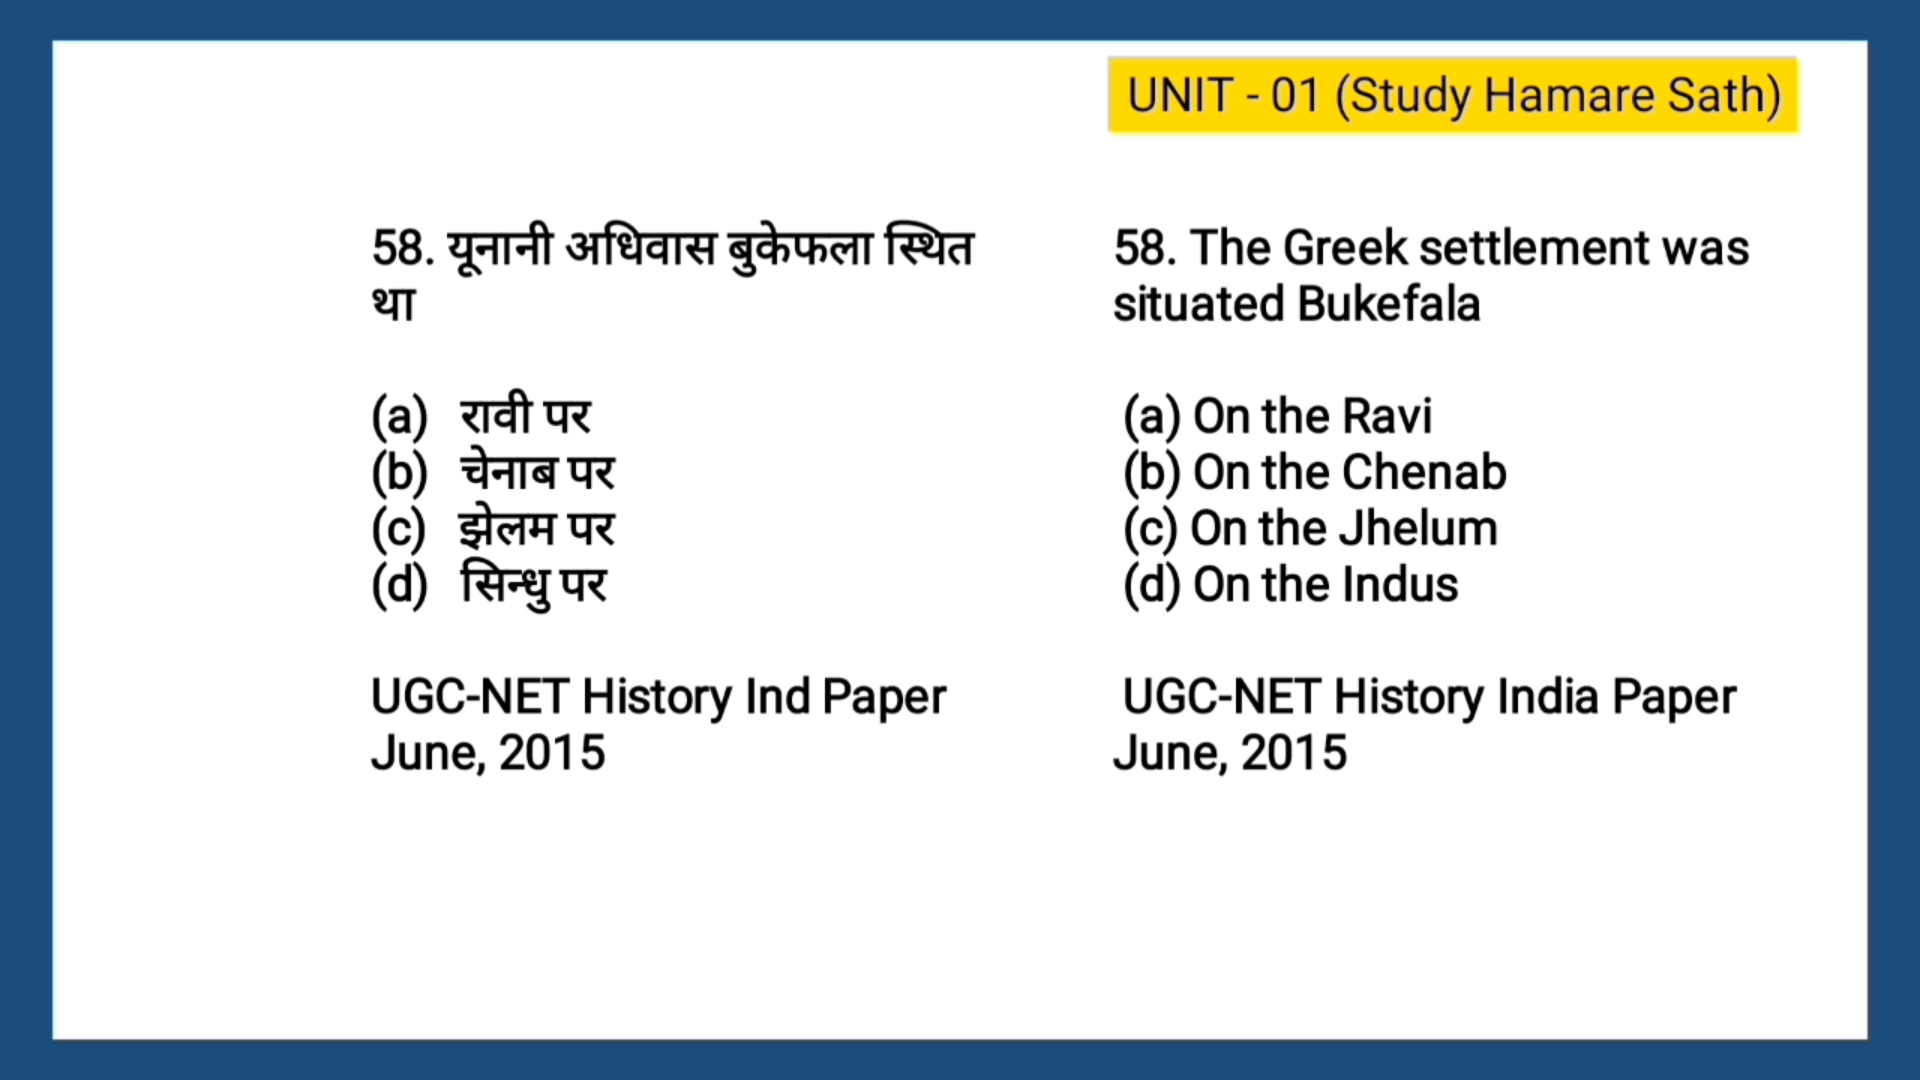 UNIT - 01 (Study Hamare Sath)
58. यूनानी अधिवास बुकेफला स्थित
था
(a) रावी पर
(b) चेनाब पर
(c) झेलम पर
(d) सिन्धु पर
UGC-NET History Ind Paper
June, 2015
58. The Greek settlement was
situated Bukefala
(a) On the Ravi
(b) On the Chenab
(c) On the Jhelum
(d) On the Indus
UGC-NET History India Paper
June, 2015